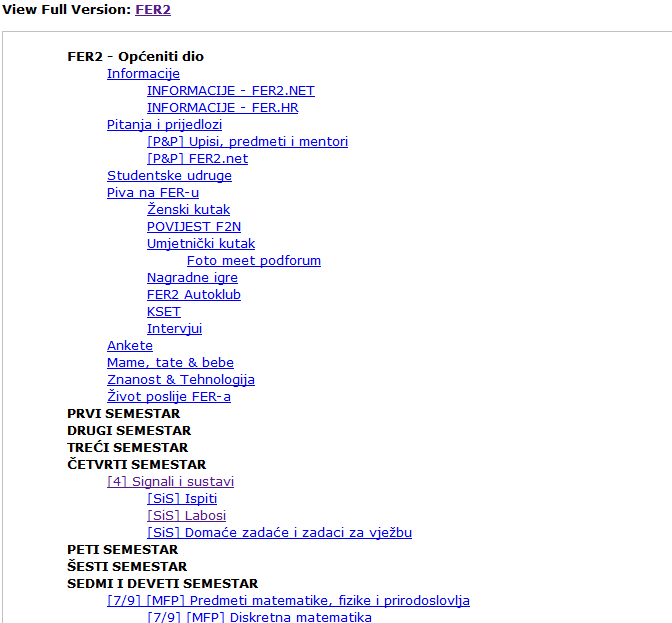 View Full Version: FER2
FER2 - Općeniti dio
Informacije
INFORMACIJE - FER2.NET
INFORMACIJE - FER.HR
Pitanja i prijedlozi
[P&P] Upisi, predmeti i mentori
[P&P] FER2.net
Studentske udruge
Piva na FER-u
Ženski kutak
POVIJEST F2N
Umjetnički kutak
Foto meet podforum
Nagradne igre
FER2 Autoklub
KSET
Intervjui
Ankete
Mame, tate & bebe
Znanost & Tehnologija
Život poslije FER-a
PRVI SEMESTAR
DRUGI SEMESTAR
TREĆI SEMESTAR
ČETVRTI SEMESTAR
[4] Signali i sustavi
[SiS] Ispiti
[SiS] Labosi
[SiS] Domaće zadaće i zadaci za vježbu
PETI SEMESTAR
ŠESTI SEMESTAR
SEDMI I DEVETI SEMESTAR
[7/9] [MFP] Predmeti matematike, fizike i prirodoslovlja
[7/9] [MFP] Diskretna matematika